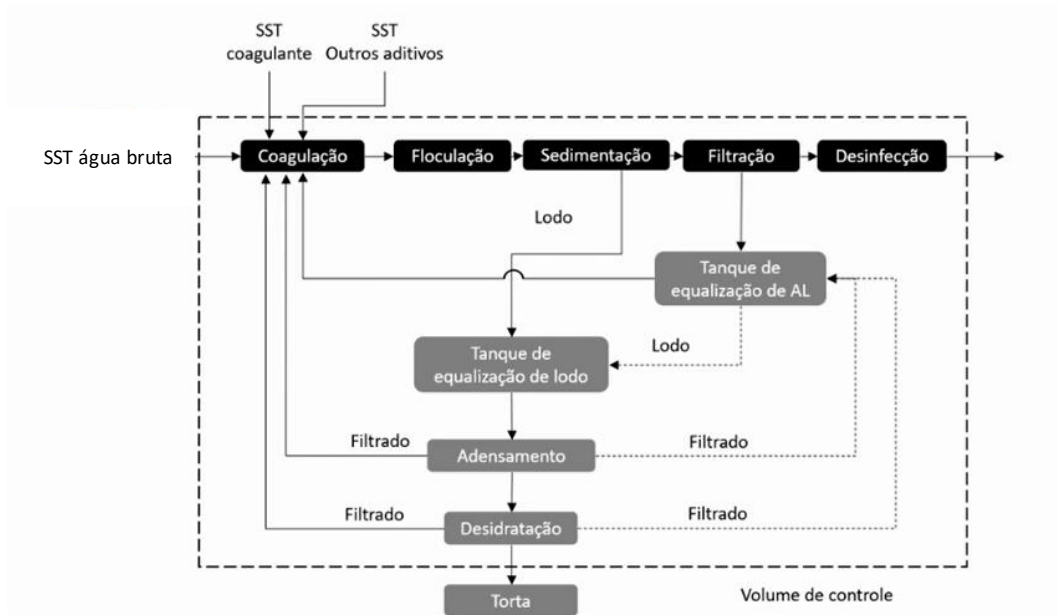 SST
coagulante
SST
Outros aditivos
SST água bruta
Coagulação
Floculação
Sedimentação
Filtração
Desinfecção
Lodo
Tanque de
equalização de AL
Lodo
Tanque de
equalização de lodo
Filtrado
Adensamento
Filtrado
Filtrado
Desidratação
Filtrado
Torta
Volume de controle